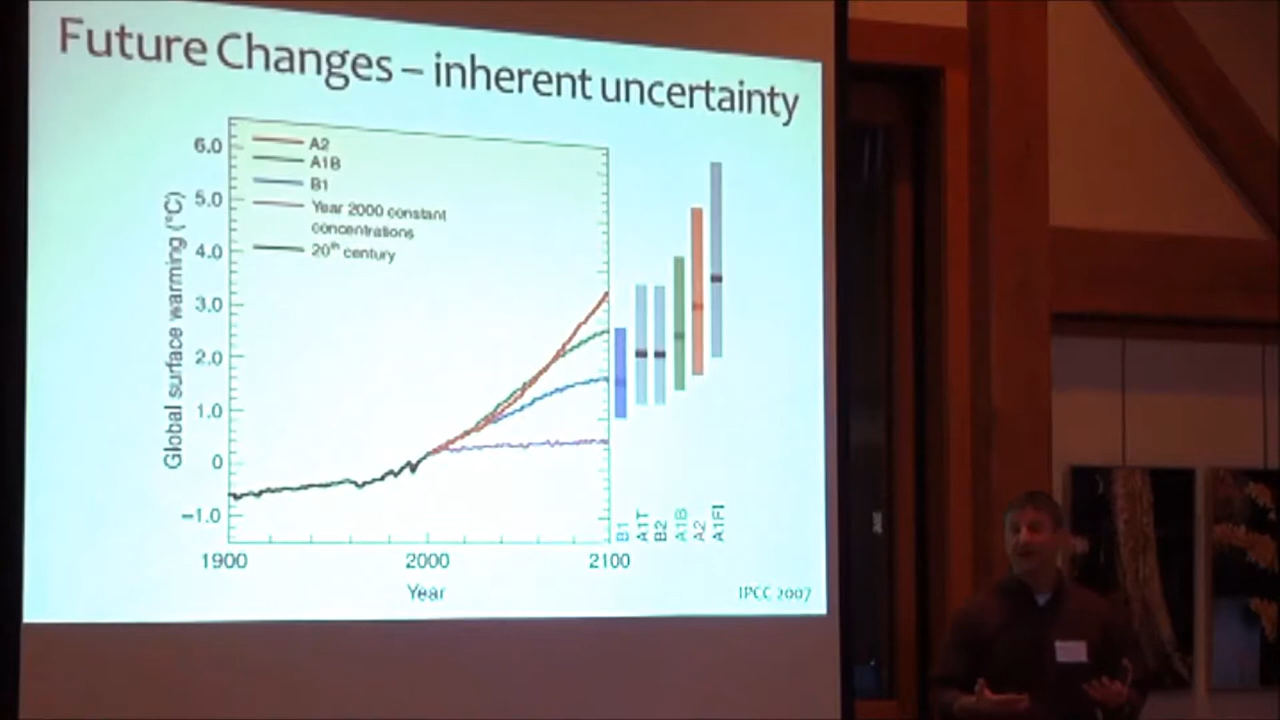 Future Changes – inherent uncertainty
6.0
5.0
4.0
3.0
2.0
1.0
0
–1.0
Global surface warming (°C)
A2
A1B
B1
Year 2000 constant
concentrations
20th century
1900
2000
2100
Year
B1
A1T
B2
A1B
A2
A1FI
IPCC 2007